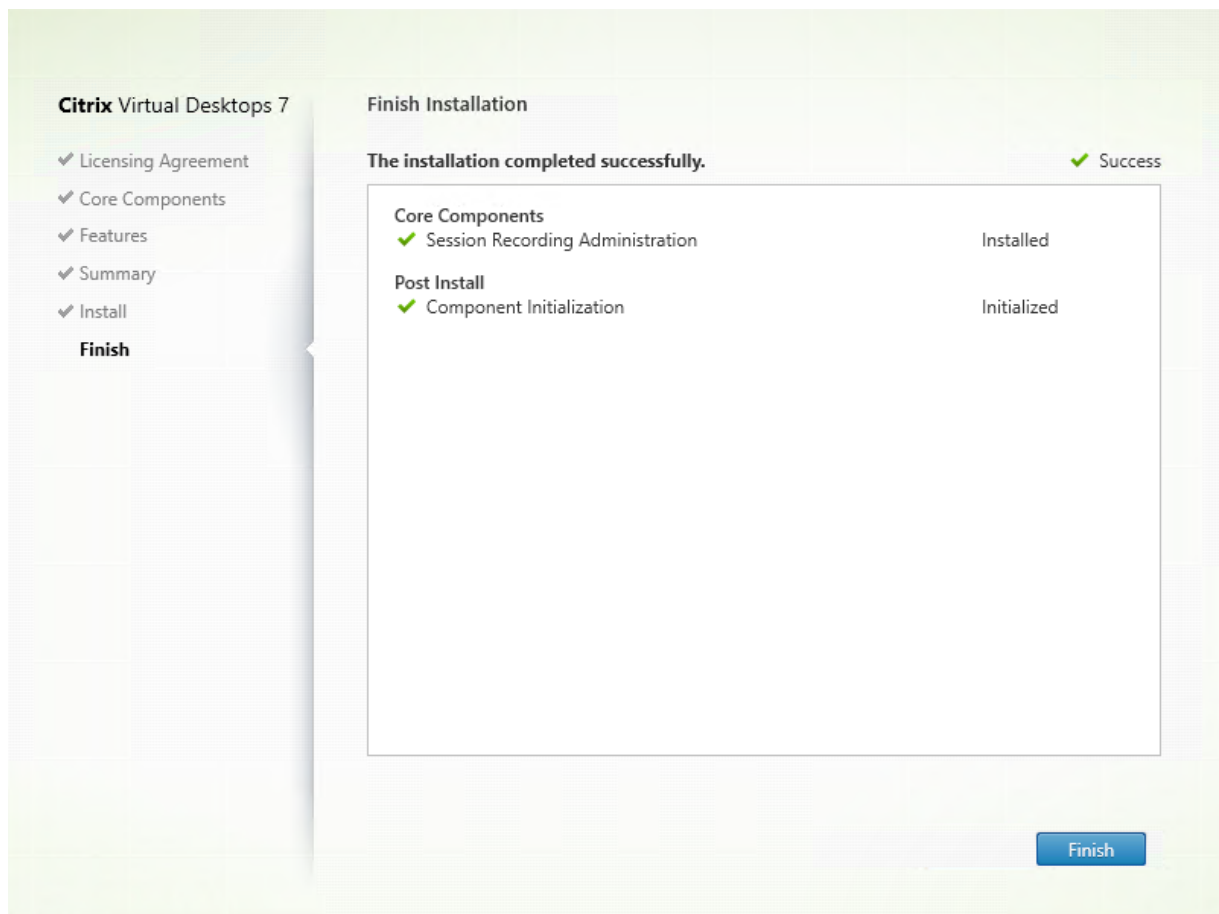 Citrix Virtual Desktops 7
Licensing Agreement
Core Components
Features
Summary
Install
Finish
Finish Installation
The installation completed successfully.
Success
Core Components
Session Recording Administration Installed
Post Install
Component Initialization Initialized
Finish